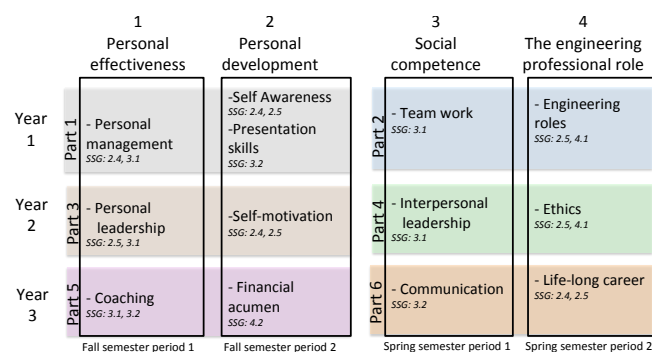 1
Personal
effectiveness
2
Personal
development
3
Social
competence
4
The engineering
professional role
Year
1
Part 1
- Personal
management
SSG: 2.4, 3.1
-Self Awareness
SSG: 2.4, 2.5
-Presentation
skills
SSG: 3.2
Part 2
- Team work
SSG: 3.1
- Engineering
roles
SSG: 2.5, 4.1
Year
2
Part 3
- Personal
leadership
SSG: 2.5, 3.1
-Self-motivation
SSG: 2.4, 2.5
Part 4
- Interpersonal
leadership
SSG: 3.1
- Ethics
SSG: 2.5, 4.1
Year
3
Part 5
- Coaching
SSG: 3.1, 3.2
- Financial
acumen
SSG: 4.2
Part 6
- Communication
SSG: 3.2
- Life-long career
SSG: 2.4, 2.5
Fall semester period 1
Fall semester period 2
Spring semester period 1
Spring semester period 2